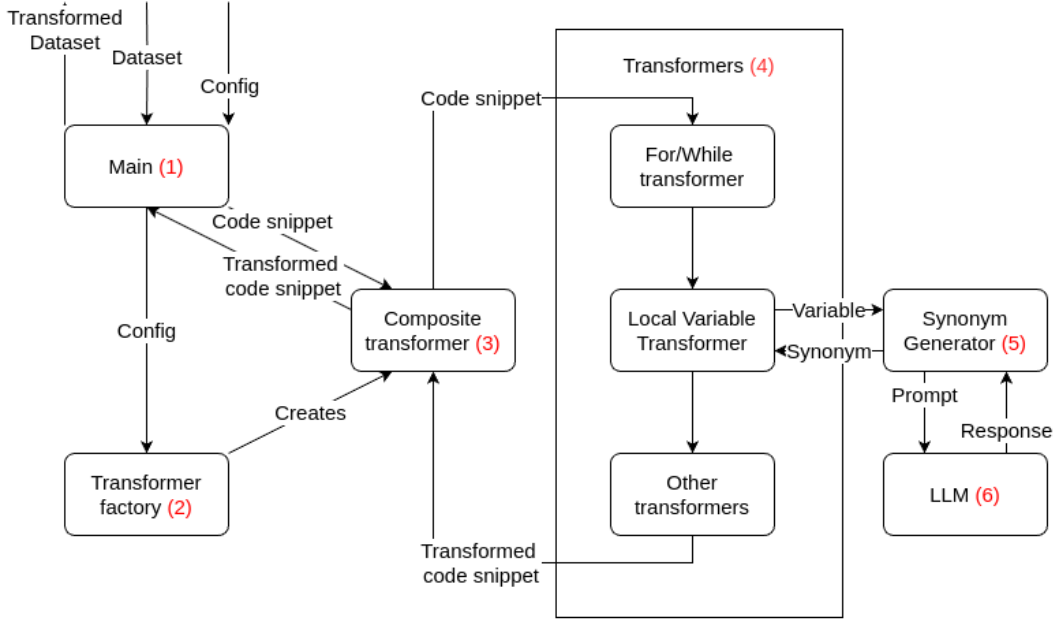 Transformed
Dataset
Dataset
Config
Main (1)
Code snippet
Transformed
code snippet
Config
Composite
transformer (3)
Creates
Transformer
factory (2)
Code snippet
Transformers (4)
For/While
transformer
Local Variable
Transformer
Variable
Synonym
Synonym
Generator (5)
Prompt
Response
LLM (6)
Other
transformers
Transformed
code snippet